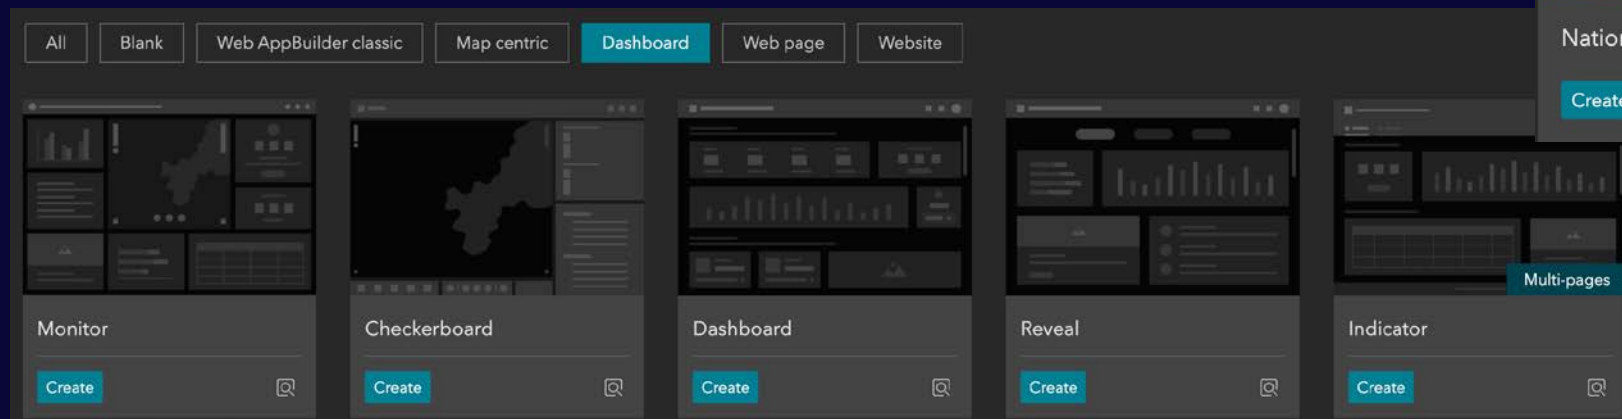 All Blank Web AppBuilder classic Map centric Dashboard Web page Website
Multi-pages
Monitor Checkerboard Dashboard Reveal Indicator
Create Create Create Create Create
Nation
Create